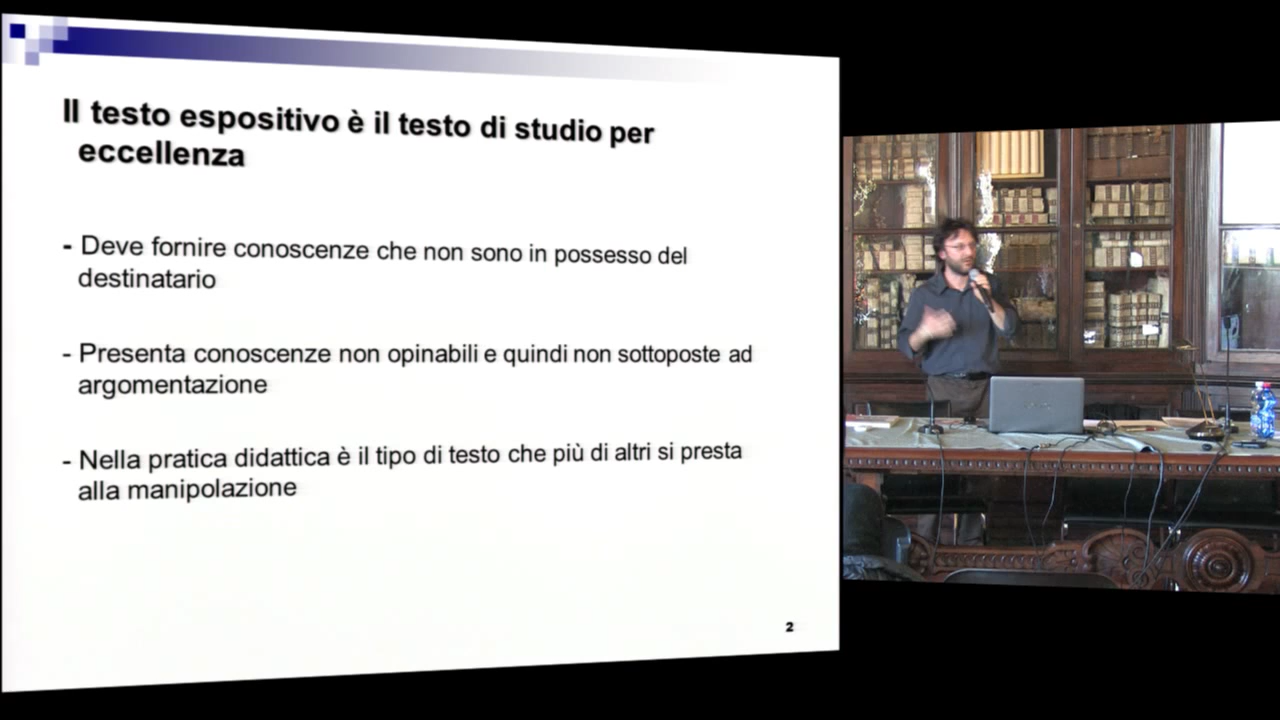 Il testo espositivo è il testo di studio per
eccellenza
- Deve fornire conoscenze che non sono in possesso del
destinatario
- Presenta conoscenze non opinabili e quindi non sottoposte ad
argomentazione
- Nella pratica didattica è il tipo di testo che più di altri si presta
alla manipolazione
2